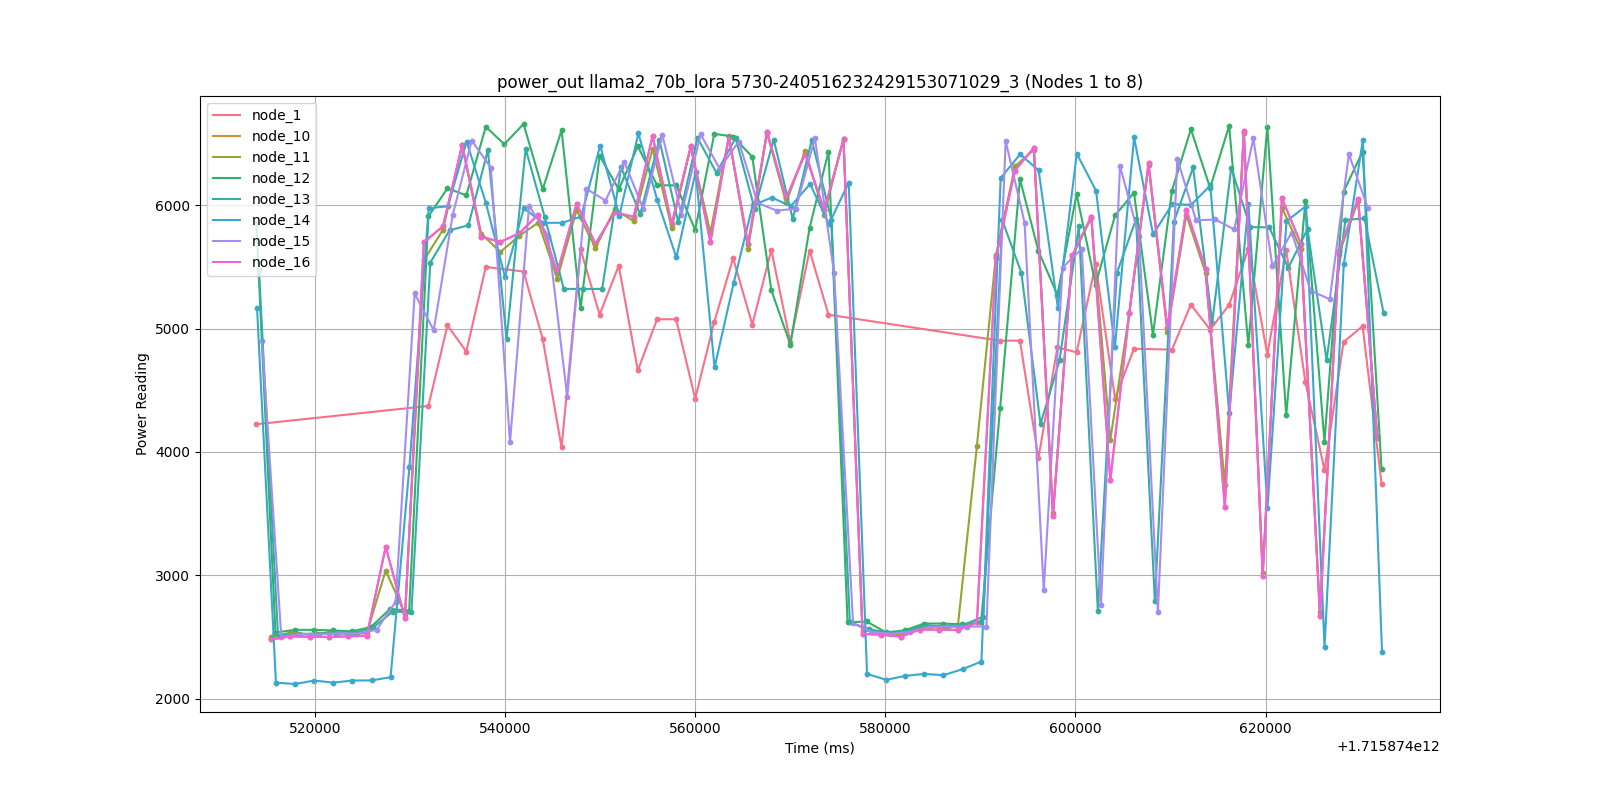 power_out llama2_70b_lora 5730-240516232429153071029_3 (Nodes 1 to 8)
node_1
node_10
node_11
node_12
node_13
node_14
node_15
node_16
Power Reading
6000
5000
4000
3000
2000
520000 540000 560000 580000 600000 620000
Time (ms)
+1.715874e12